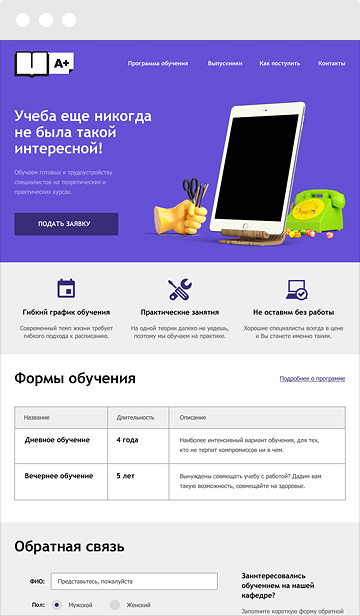 A+
Программа обучения Выпускники Как поступить Контакты
Учеба еще никогда
не была такой
интересной!
Обучаем готовых к трудоустройству
специалистов на теоретических и
практических курсах.
ПОДАТЬ ЗАЯВКУ
Гибкий график обучения
Современный темп жизни требует
гибкого подхода к расписанию.
Практические занятия
На одной теории далеко не уедешь,
поэтому мы обучаем на практике.
Не оставим без работы
Хорошие специалисты всегда в цене
и Вы станете именно таким.
Формы обучения
Подробнее о программе
Название Длительность Описание
Дневное обучение 4 года Наиболее интенсивный вариант обучения, для тех,
кто не терпит компромиссов ни в чем.
Вечернее обучение 5 лет Вынуждены совмещать учебу с работой? Дадим вам
такую возможность, совмещайте на здоровье.
Обратная связь
ФИО: Представьтесь, пожалуйста
Пол: Мужской Женский
Заинтересовались
обучением на нашей
кафедре?
Заполните короткую форму обратной